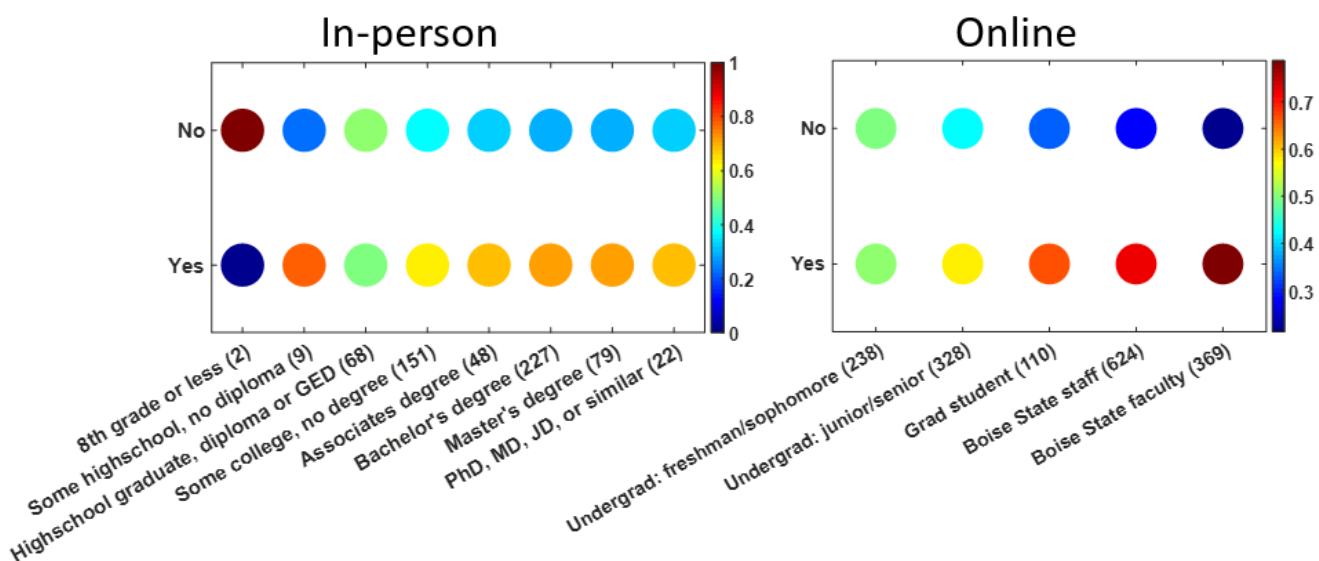 In-person
No
Yes
1
0.8
0.6
0.4
0.2
0
8th grade or less (2)
Some highschool, no diploma (9)
Highschool graduate, diploma or GED (68)
Some college, no degree (151)
Associates degree (48)
Bachelor's degree (227)
Master's degree (79)
PhD, MD, JD, or similar (22)
Online
No
Yes
0.7
0.6
0.5
0.4
0.3
Undergrad: freshman/sophomore (238)
Undergrad: junior/senior (328)
Grad student (110)
Boise State staff (624)
Boise State faculty (369)